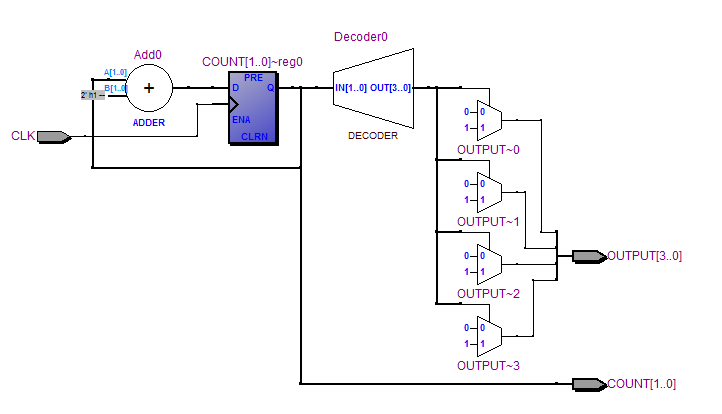 Decoder0
Add0
COUNT[1..0]~reg0
A[1..0]
B[1..0]
2' h1
+
ADDER
PRE
D
Q
ENA
CLRN
IN[1..0] OUT[3..0]
DECODER
CLK
0
0
1
1
OUTPUT~0
0
0
1
1
OUTPUT~1
0
0
1
1
OUTPUT~2
0
0
1
1
OUTPUT~3
OUTPUT[3..0]
COUNT[1..0]